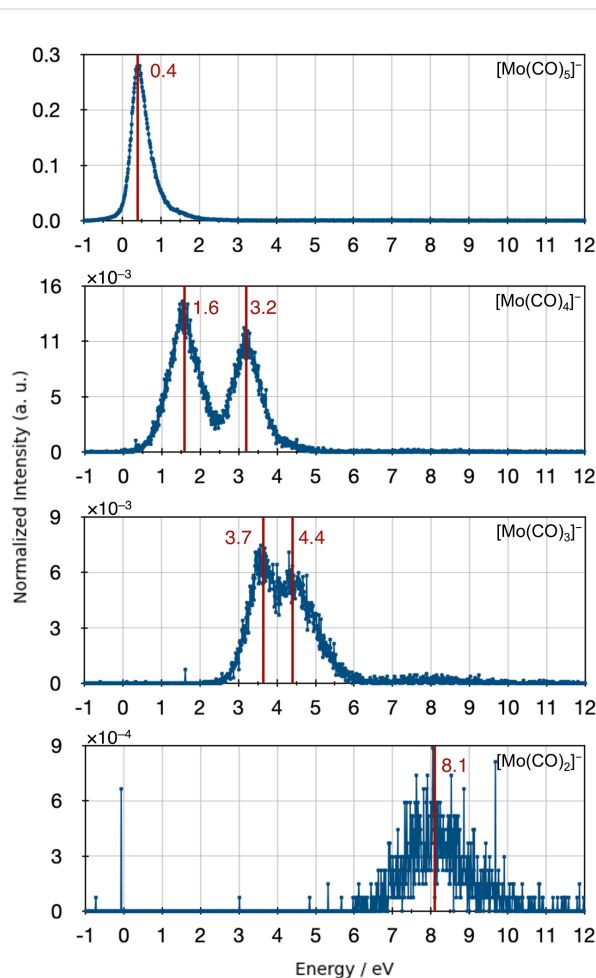 0.3
0.4
[Mo(CO)₅]⁻
0.2
0.1
0.0
-1 0 1 2 3 4 5 6 7 8 9 10 11 12
×10⁻³
16
1.6 3.2
[Mo(CO)₄]⁻
11
5
0
-1 0 1 2 3 4 5 6 7 8 9 10 11 12
×10⁻³
9
3.7 4.4
[Mo(CO)₃]⁻
6
3
0
-1 0 1 2 3 4 5 6 7 8 9 10 11 12
×10⁻⁴
9
8.1
[Mo(CO)₂]⁻
6
3
0
-1 0 1 2 3 4 5 6 7 8 9 10 11 12
Energy / eV
Normalized Intensity (a. u.)